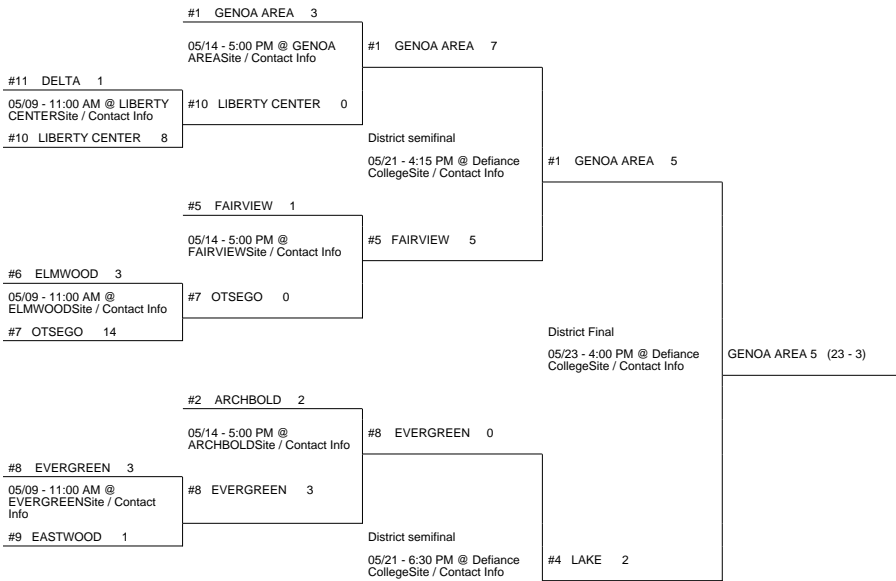 #1 GENOA AREA 3
05/14 - 5:00 PM @ GENOA
AREASite / Contact Info
#1 GENOA AREA 7
#11 DELTA 1
05/09 - 11:00 AM @ LIBERTY
CENTERSite / Contact Info
#10 LIBERTY CENTER 0
#10 LIBERTY CENTER 8
District semifinal
05/21 - 4:15 PM @ Defiance
CollegeSite / Contact Info
#1 GENOA AREA 5
#5 FAIRVIEW 1
05/14 - 5:00 PM @
FAIRVIEWSite / Contact Info
#5 FAIRVIEW 5
#6 ELMWOOD 3
05/09 - 11:00 AM @
ELMWOODSite / Contact Info
#7 OTSEGO 0
#7 OTSEGO 14
District Final
05/23 - 4:00 PM @ Defiance
CollegeSite / Contact Info
GENOA AREA 5 (23 - 3)
#2 ARCHBOLD 2
05/14 - 5:00 PM @
ARCHBOLDSite / Contact Info
#8 EVERGREEN 0
#8 EVERGREEN 3
05/09 - 11:00 AM @
EVERGREENSite / Contact
Info
#8 EVERGREEN 3
#9 EASTWOOD 1
District semifinal
05/21 - 6:30 PM @ Defiance
CollegeSite / Contact Info
#4 LAKE 2